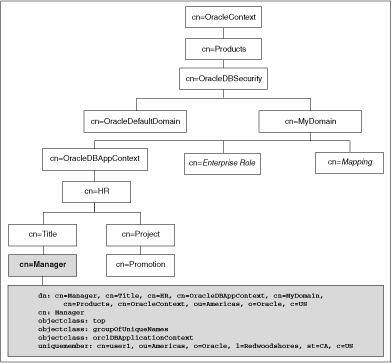 cn=OracleContext
cn=Products
cn=OracleDBSecurity
cn=OracleDefaultDomain
cn=MyDomain
cn=OracleDBAppContext
cn=Enterprise Role
cn=Mapping
cn=HR
cn=Title
cn=Project
cn=Manager
cn=Promotion
dn: cn=Manager, cn=Title, cn=HR, cn=OracleDBAppContext, cn=MyDomain,
cn=Products, cn=OracleContext, ou=Americas, o=Oracle, c=US
cn: Manager
objectclass: top
objectclass: groupOfUniqueNames
objectclass: orclDBApplicationContext
uniquemember: cn=user1, ou=Americas, o=Oracle, l=Redwoodshores, st=CA, c=US